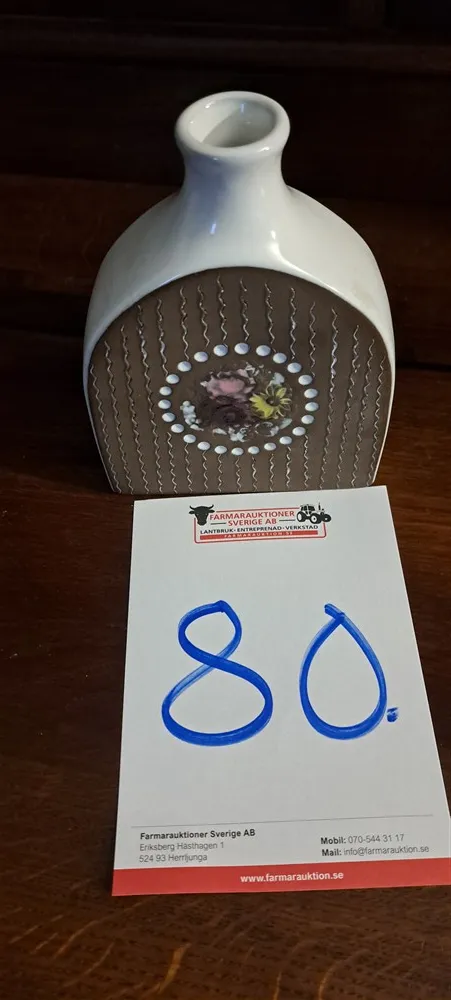 FARMARAUKTIONER
SVERIGE AB
LANTBRUK • ENTREPRENAD • VERKSTAD
FARMARAUKTION.SE
80.
Farmarauktioner Sverige AB
Eriksberg Hästhagen 1
524 93 Herrljunga
Mobil: 070-544 31 17
Mail: info@farmarauktion.se
www.farmarauktion.se